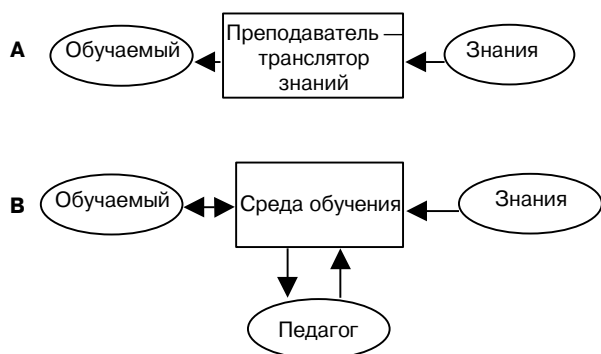 А
Обучаемый
Преподаватель —
транслятор
знаний
Знания
В
Обучаемый
Среда обучения
Знания
Педагог